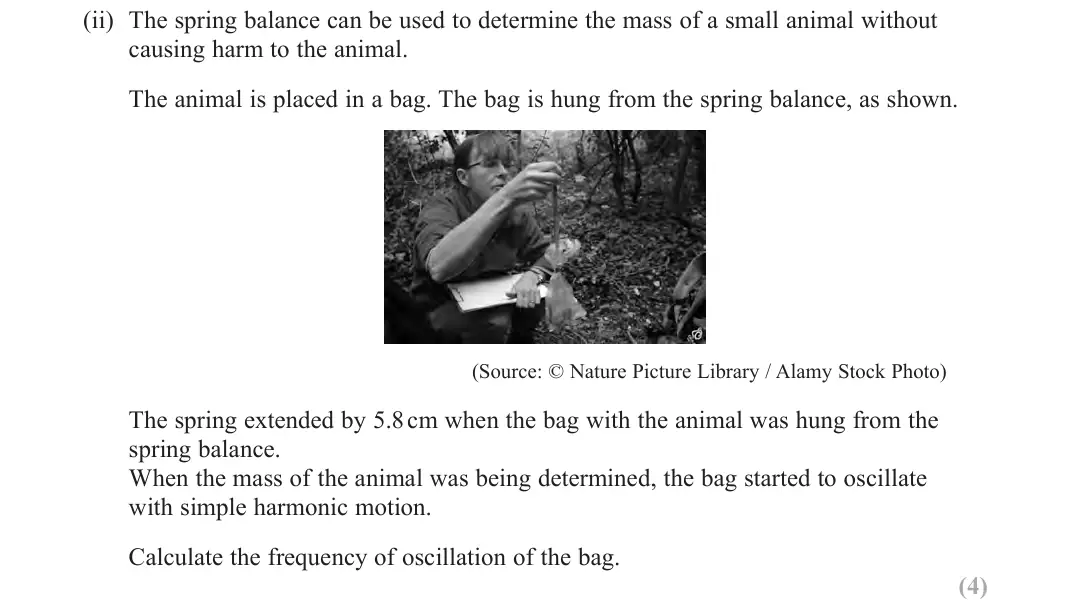 (ii) The spring balance can be used to determine the mass of a small animal without
causing harm to the animal.
The animal is placed in a bag. The bag is hung from the spring balance, as shown.
(Source: © Nature Picture Library / Alamy Stock Photo)
The spring extended by 5.8 cm when the bag with the animal was hung from the
spring balance.
When the mass of the animal was being determined, the bag started to oscillate
with simple harmonic motion.
Calculate the frequency of oscillation of the bag.
(4)